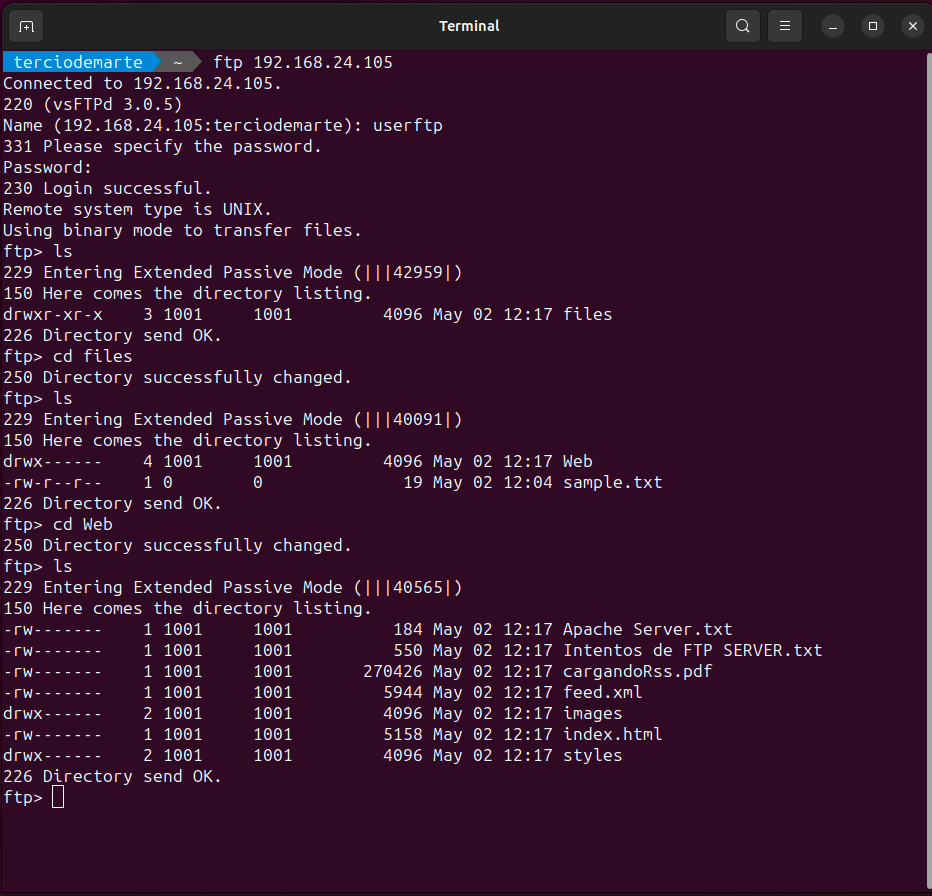 Terminal
terciodemarte ~ ftp 192.168.24.105
Connected to 192.168.24.105.
220 (vsFTPd 3.0.5)
Name (192.168.24.105:terciodemarte): userftp
331 Please specify the password.
Password:
230 Login successful.
Remote system type is UNIX.
Using binary mode to transfer files.
ftp> ls
229 Entering Extended Passive Mode (|||42959|)
150 Here comes the directory listing.
drwxr-xr-x    3 1001     1001         4096 May 02 12:17 files
226 Directory send OK.
ftp> cd files
250 Directory successfully changed.
ftp> ls
229 Entering Extended Passive Mode (|||40091|)
150 Here comes the directory listing.
drwx------    4 1001     1001         4096 May 02 12:17 Web
-rw-r--r--    1 0        0              19 May 02 12:04 sample.txt
226 Directory send OK.
ftp> cd Web
250 Directory successfully changed.
ftp> ls
229 Entering Extended Passive Mode (|||40565|)
150 Here comes the directory listing.
-rw-------    1 1001     1001          184 May 02 12:17 Apache Server.txt
-rw-------    1 1001     1001          550 May 02 12:17 Intentos de FTP SERVER.txt
-rw-------    1 1001     1001       270426 May 02 12:17 cargandoRss.pdf
-rw-------    1 1001     1001         5944 May 02 12:17 feed.xml
drwx------    2 1001     1001         4096 May 02 12:17 images
-rw-------    1 1001     1001         5158 May 02 12:17 index.html
drwx------    2 1001     1001         4096 May 02 12:17 styles
226 Directory send OK.
ftp>